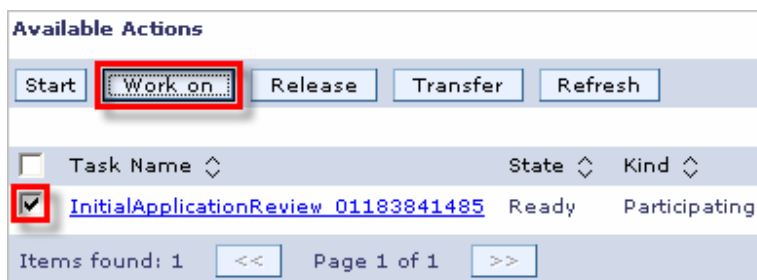 Available Actions
Start Work on Release Transfer Refresh
Task Name State Kind
InitialApplicationReview_01183841485 Ready Participating
Items found: 1 << Page 1 of 1 >>